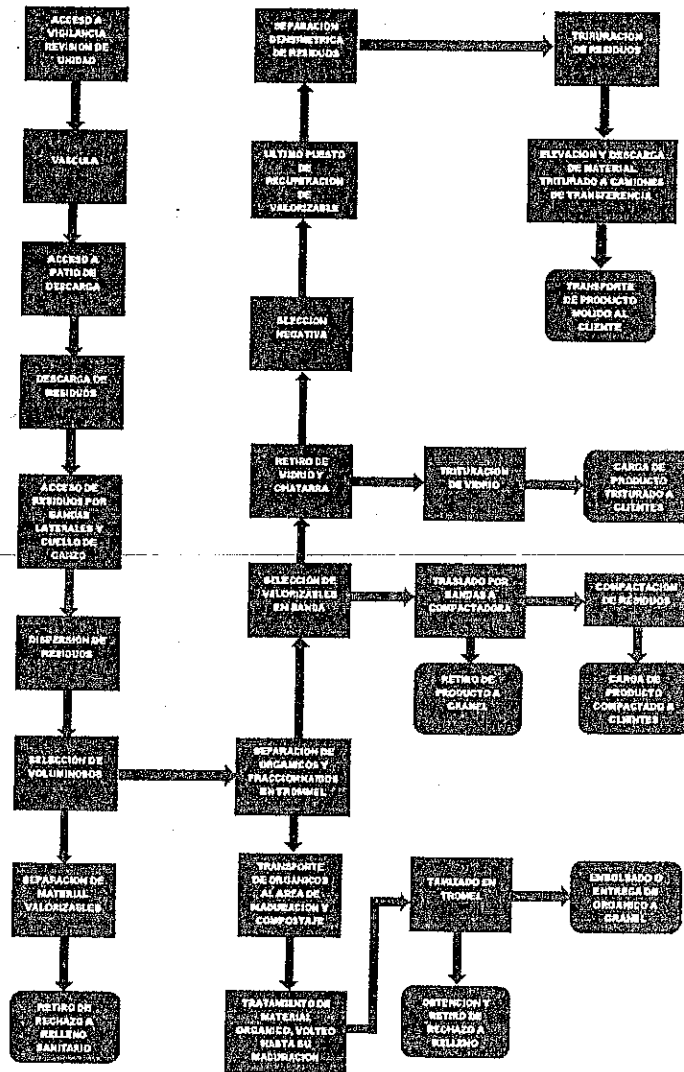 ACCESO A
VIGILANCIA
REVISION DE
UNIDAD
VASCULA
ACCESO A
PATIO DE
DESCARGA
DESCARGA DE
RESIDUOS
ACCESO DE
RESIDUOS POR
BANDAS
LATERALES Y
CUELLO DE
GANZO
DISPERSIÓN DE
RESIDUOS
SELECCIÓN DE
VOLUMINOSOS
SEPARACION DE
MATERIAL
VALORIZABLES
RETIRO DE
RECHAZO A
RELLENO
SANITARIO
SEPARACIÓN
DENSIMETRICA
DE RESIDUOS
ULTIMO PUESTO
DE
RECUPERACION
DE
VALORIZABLE
SELECCION
NEGATIVA
RETIRO DE
VIDRIO Y
CHATARRA
SELECCIÓN DE
VALORIZABLES
EN BANDA
SEPARACION DE
ORGANICOS Y
FRACCIONADOS
EN TROMMEL
TRANSPORTE
DE ORGANICOS
AL AREA DE
MADURACION Y
COMPOSTAJE
TRATAMIENTO DE
MATERIAL
ORGANICO, VOLTEO
HASTA SU
MADURACION
TRITURACION
DE RESIDUOS
ELEVACION Y DESCARGA
DE MATERIAL
TRITURADO A CAMIONES
DE TRANSFERENCIA
TRANSPORTE
DE PRODUCTO
MOLIDO AL
CLIENTE
TRITURACION
DE VIDRIO
CARGA DE
PRODUCTO
TRITURADO A
CLIENTES
TRASLADO POR
BANDAS A
COMPACTADORA
COMPACTACION
DE RESIDUOS
RETIRO DE
PRODUCTO A
GRANEL
CARGA DE
PRODUCTO
COMPACTADO A
CLIENTES
TAMIZADO EN
TROMEL
EMBOLSADO O
ENTREGA DE
ORGANICO A
GRANEL
OBTENCION Y
RETIRO DE
RECHAZO A
RELLENO